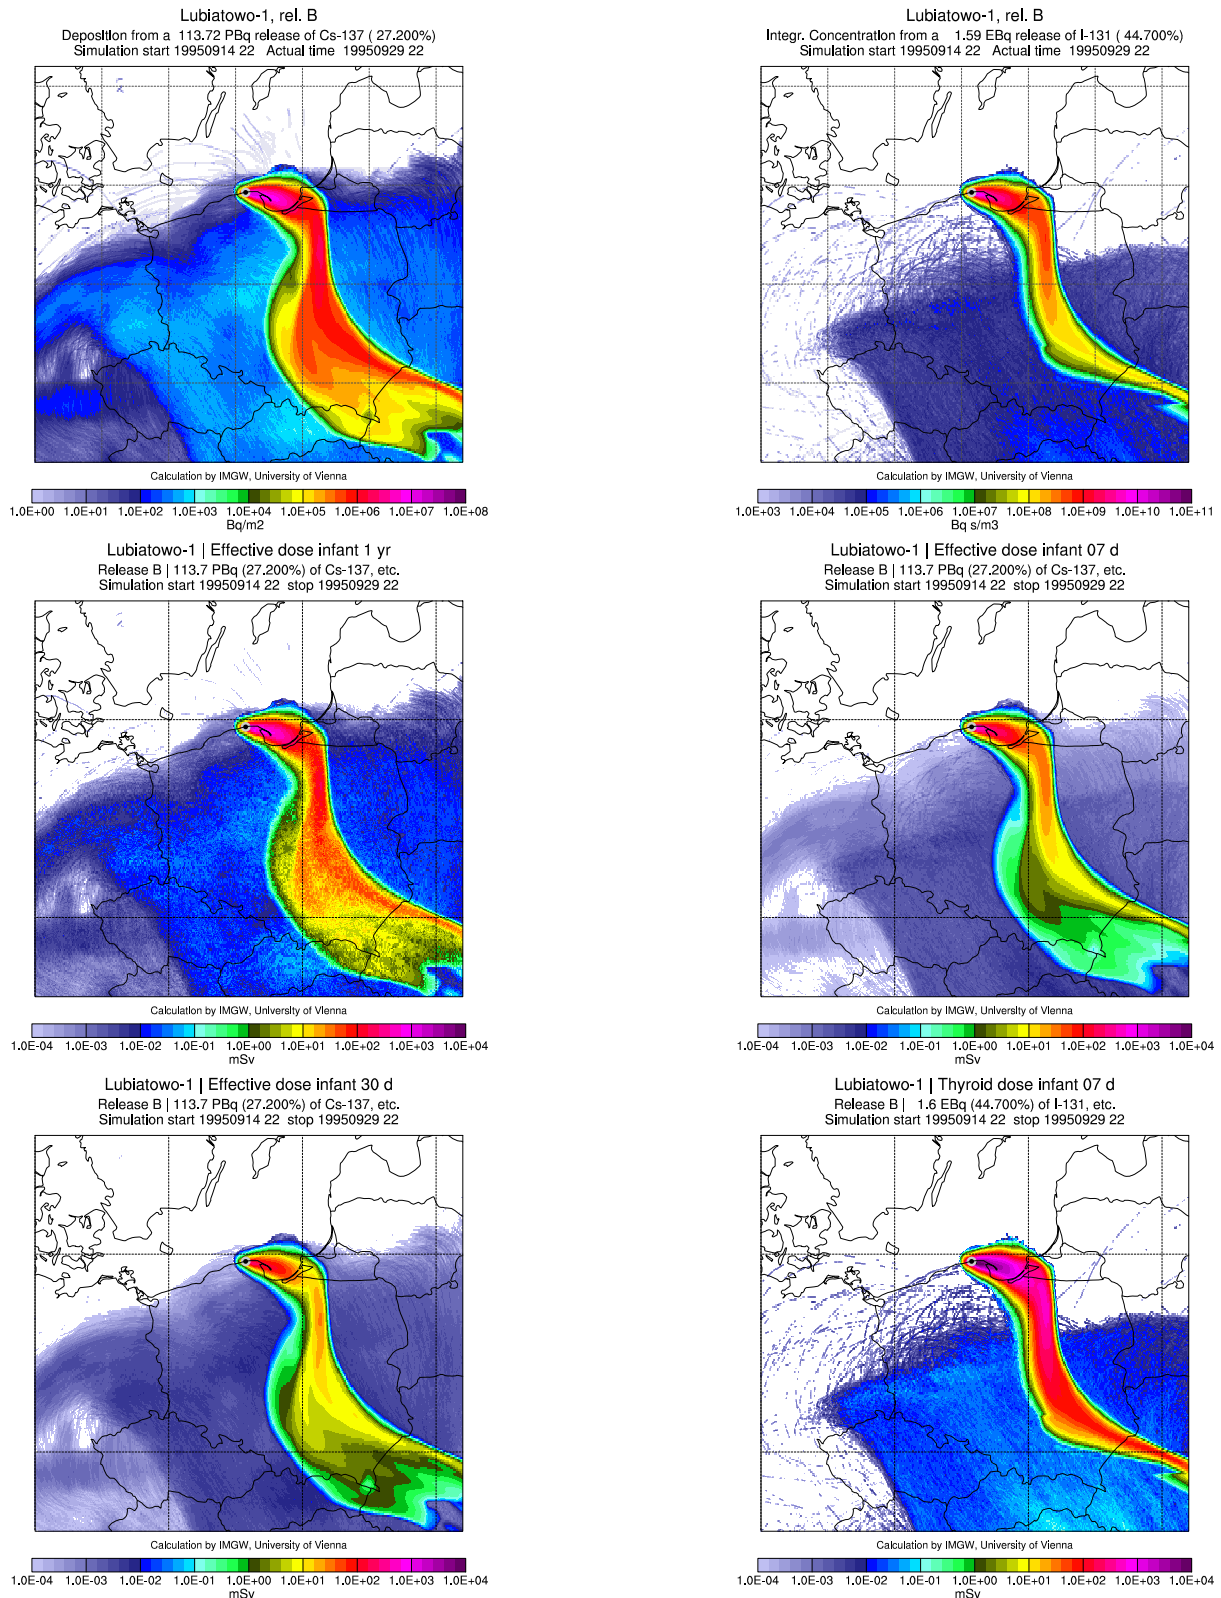 Lubiatowo-1, rel. B
Deposition from a 113.72 PBq release of Cs-137 ( 27.200%)
Simulation start 19950914 22 Actual time 19950929 22
Calculation by IMGW, University of Vienna
1.0E+00 1.0E+01 1.0E+02 1.0E+03 1.0E+04 1.0E+05 1.0E+06 1.0E+07 1.0E+08
Bq/m2
Lubiatowo-1, rel. B
Integr. Concentration from a 1.59 EBq release of I-131 ( 44.700%)
Simulation start 19950914 22 Actual time 19950929 22
Calculation by IMGW, University of Vienna
1.0E+03 1.0E+04 1.0E+05 1.0E+06 1.0E+07 1.0E+08 1.0E+09 1.0E+10 1.0E+11
Bq s/m3
Lubiatowo-1 | Effective dose infant 1 yr
Release B | 113.7 PBq (27.200%) of Cs-137, etc.
Simulation start 19950914 22 stop 19950929 22
Calculation by IMGW, University of Vienna
1.0E-04 1.0E-03 1.0E-02 1.0E-01 1.0E+00 1.0E+01 1.0E+02 1.0E+03 1.0E+04
mSv
Lubiatowo-1 | Effective dose infant 07 d
Release B | 113.7 PBq (27.200%) of Cs-137, etc.
Simulation start 19950914 22 stop 19950929 22
Calculation by IMGW, University of Vienna
1.0E-04 1.0E-03 1.0E-02 1.0E-01 1.0E+00 1.0E+01 1.0E+02 1.0E+03 1.0E+04
mSv
Lubiatowo-1 | Effective dose infant 30 d
Release B | 113.7 PBq (27.200%) of Cs-137, etc.
Simulation start 19950914 22 stop 19950929 22
Calculation by IMGW, University of Vienna
1.0E-04 1.0E-03 1.0E-02 1.0E-01 1.0E+00 1.0E+01 1.0E+02 1.0E+03 1.0E+04
mSv
Lubiatowo-1 | Thyroid dose infant 07 d
Release B | 1.6 EBq (44.700%) of I-131, etc.
Simulation start 19950914 22 stop 19950929 22
Calculation by IMGW, University of Vienna
1.0E-04 1.0E-03 1.0E-02 1.0E-01 1.0E+00 1.0E+01 1.0E+02 1.0E+03 1.0E+04
mSv